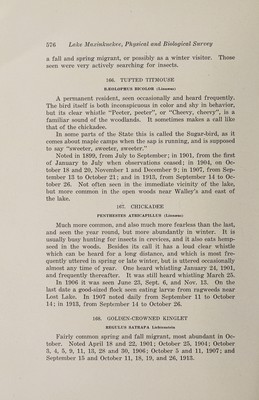 576 Lake Maxinkuckee, Physical and Biological Survey
a fall and spring migrant, or possibly as a winter visitor. Those
seen were very actively searching for insects.
166. TUFTED TITMOUSE
BÆOLOPHUS BICOLOR (Linnæus)
A permanent resident, seen occasionally and heard frequently.
The bird itself is both inconspicuous in color and shy in behavior,
but its clear whistle "Peeter, peeter", or "Cheevy, cheevy", is a
familiar sound of the woodlands. It sometimes makes a call like
that of the chickadee.
In some parts of the State this is called the Sugar-bird, as it
comes about maple camps when the sap is running, and is supposed
to say "sweeter, sweeter, sweeter."
Noted in 1899, from July to September; in 1901, from the first
of January to July when observations ceased; in 1904, on Oc-
tober 18 and 20, November 1 and December 9; in 1907, from Sep-
tember 13 to October 21; and in 1913, from September 14 to Oc-
tober 26. Not often seen in the immediate vicinity of the lake,
but more common in the open woods near Walley's and east of
the lake.
167. CHICKADEE
PENTHESTES ATRICAPILLUS (Linnæus)
Much more common, and also much more fearless than the last,
and seen the year round, but more abundantly in winter. It is
usually busy hunting for insects in crevices, and it also eats hemp-
seed in the woods. Besides its call it has a loud clear whistle
which can be heard for a long distance, and which is most fre-
quently uttered in spring or late winter, but is uttered occasionally
almost any time of year. One heard whistling January 24, 1901,
and frequently thereafter. It was still heard whistling March 25.
In 1906 it was seen June 25, Sept. 6, and Nov. 13. On the
last date a good-sized flock seen eating larvæ from ragweeds near
Lost Lake. In 1907 noted daily from September 11 to October
14; in 1913, from September 14 to October 26.
168. GOLDEN-CROWNED KINGLET
REGULUS SATRAPA Lichtenstein
Fairly common spring and fall migrant, most abundant in Oc-
tober. Noted April 18 and 22, 1901; October 25, 1904; October
3, 4, 5, 9, 11, 13, 28 and 30, 1906; October 5 and 11, 1907; and
September 15 and October 11, 18, 19, and 26, 1913.